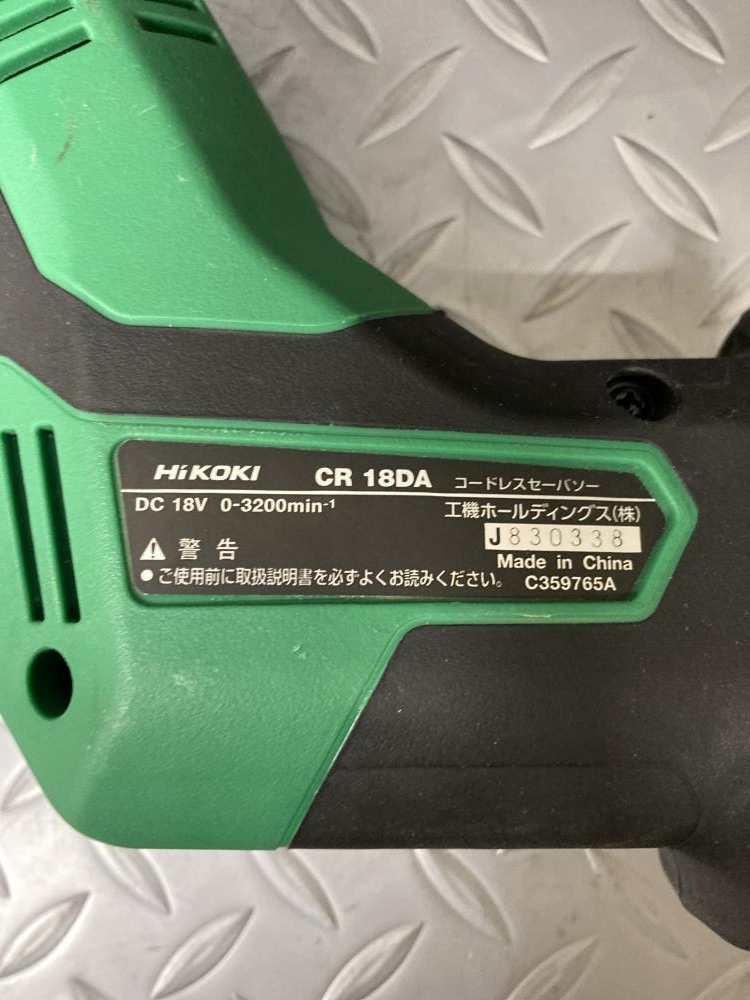 HiKOKI CR 18DA コードレスセーバソー
DC 18V 0-3200min-1 工機ホールディングス(株)
J830338
⚠ 警告 Made in China
● ご使用前に取扱説明書を必ずよくお読みください。 C359765A